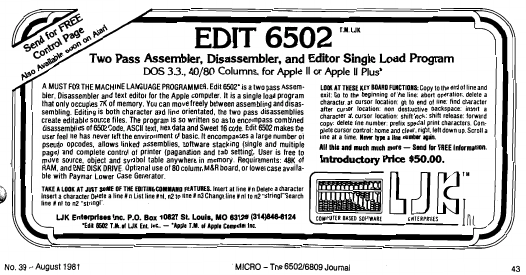 Send for FREE
Control Page
Also Available soon on Atari
EDIT 6502 T.M. LJK
Two Pass Assembler, Disassembler, and Editor Single Load Program
DOS 3.3., 40/80 Columns, for Apple II or Apple II Plus*
A MUST FOR THE MACHINE LANGUAGE PROGRAMMER. Edit 6502* is a two pass Assem-
bler, Disassembler and text editor for the Apple computer. It is a single load program
that only occupies 7K of memory. You can move freely between assembling and disas-
sembling. Editing is both character and line oriented, the two pass disassemblies
create editable source files. The program is so written so as to encompass combined
disassemblies of 6502 Code, ASCII text, hex data and Sweet 16 code. Edit 6502 makes the
user feel he has never left the environment of basic. It encompasses a large number of
pseudo opcodes, allows linked assemblies, software stacking (single and multiple
page) and complete control of printer (pagination and tab setting). User is free to
move source, object and symbol table anywhere in memory. Requirements: 48K of
RAM, and ONE DISK DRIVE. Optional use of 80 column M&R board, or lower case availa-
ble with Paymar Lower Case Generator.
TAKE A LOOK AT JUST SOME OF THE EDITING COMMAND FEATURES. Insert at line #n Delete a character
Insert a character Delete a line #n List line #n1, n2 to line #n3 Change line #n1 to n2 "string" Search
line #n1 to n2 "string".
LOOK AT THESE KEY BOARD FUNCTIONS: Copy to the end of line and
exit: Go to the beginning of the line: abort operation: delete a
character at cursor location: go to end of line: find character
after cursor location: non destructive backspace: insert a
character at cursor location: shift lock: shift release: forward
copy: delete line number: prefix special print characters. Com-
plete cursor control: home and clear, right, left down up. Scroll a
line at a time. Never type a line number again.
All this and much much more — Send for FREE Information.
Introductory Price $50.00.
LJK Enterprises Inc. P.O. Box 10827 St. Louis, MO 63129 (314)846-6124
*Edit 6502 T.M. of LJK Ent. Inc., — *Apple T.M. of Apple Computer Inc.
COMPUTER BASED SOFTWARE
LJK
ENTERPRISES
No. 39 - August 1981
MICRO - The 6502/6809 Journal
43